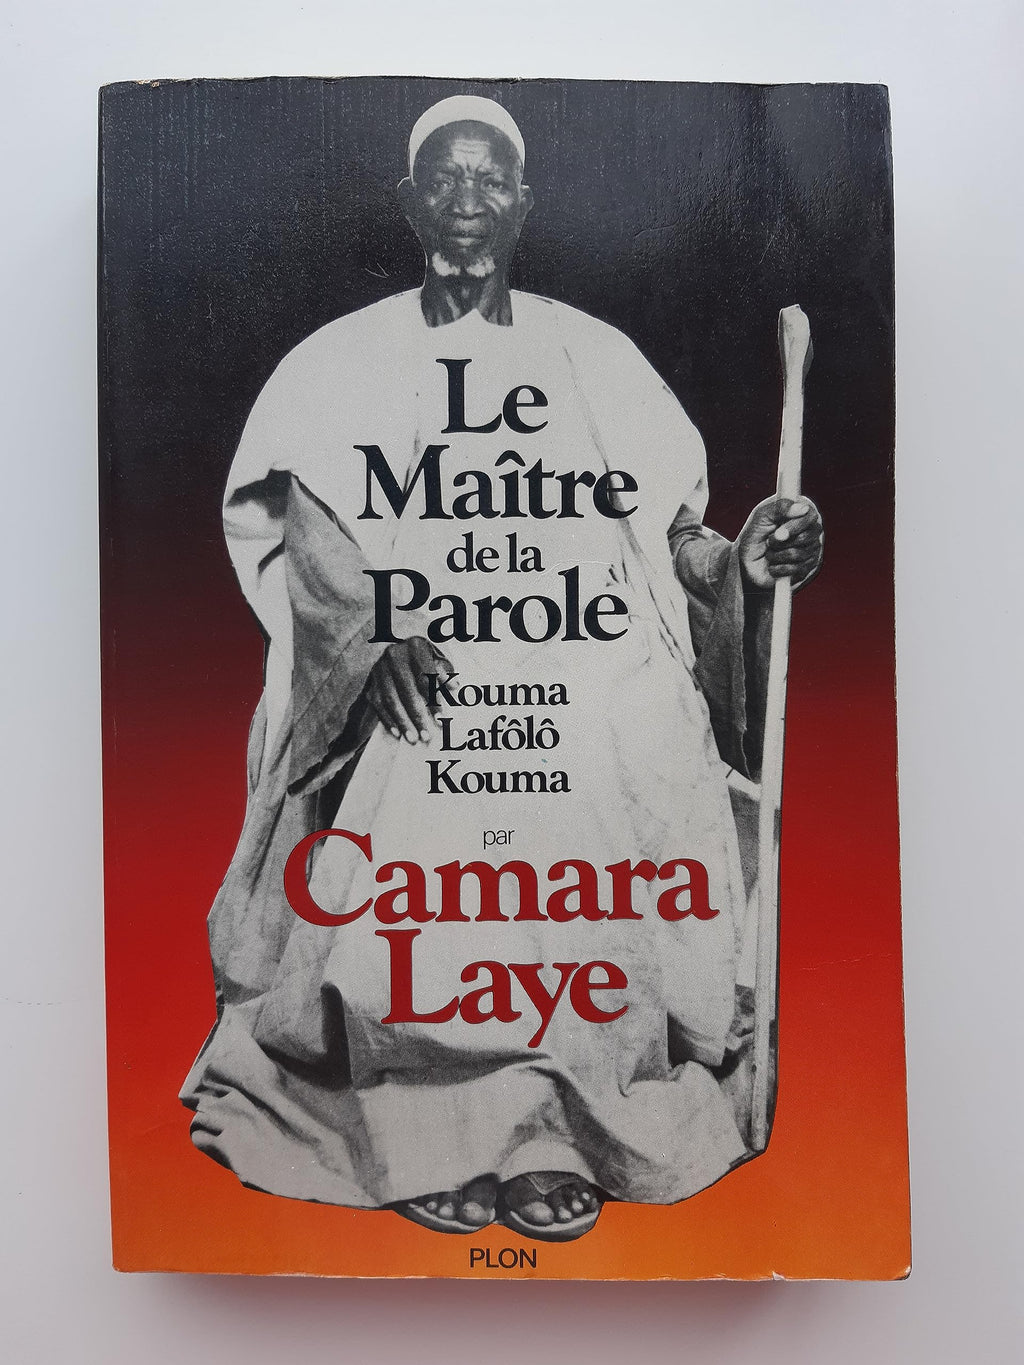 Le
Maître
de la
Parole
Kouma
Lafôlô
Kouma
par
Camara
Laye
PLON